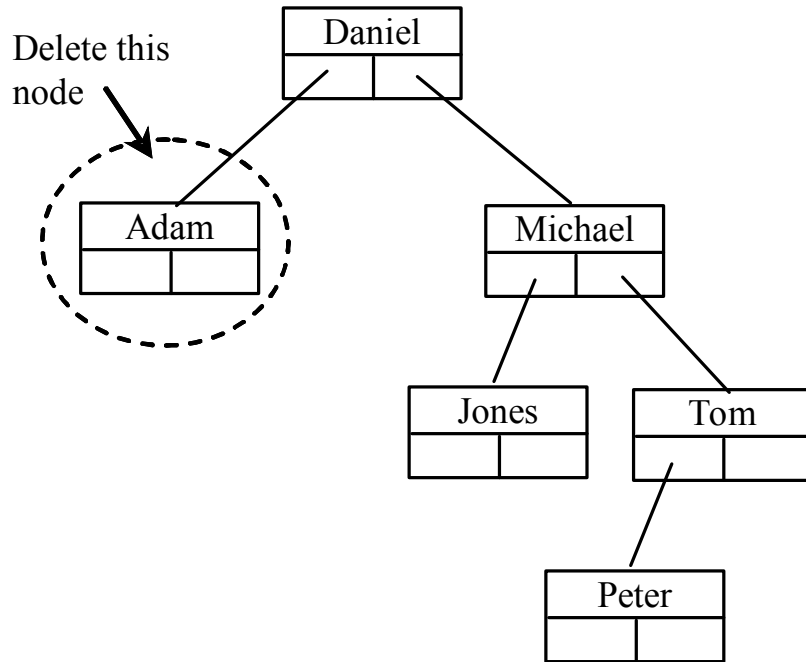 Daniel
Delete this
node
Adam
Michael
Jones
Tom
Peter